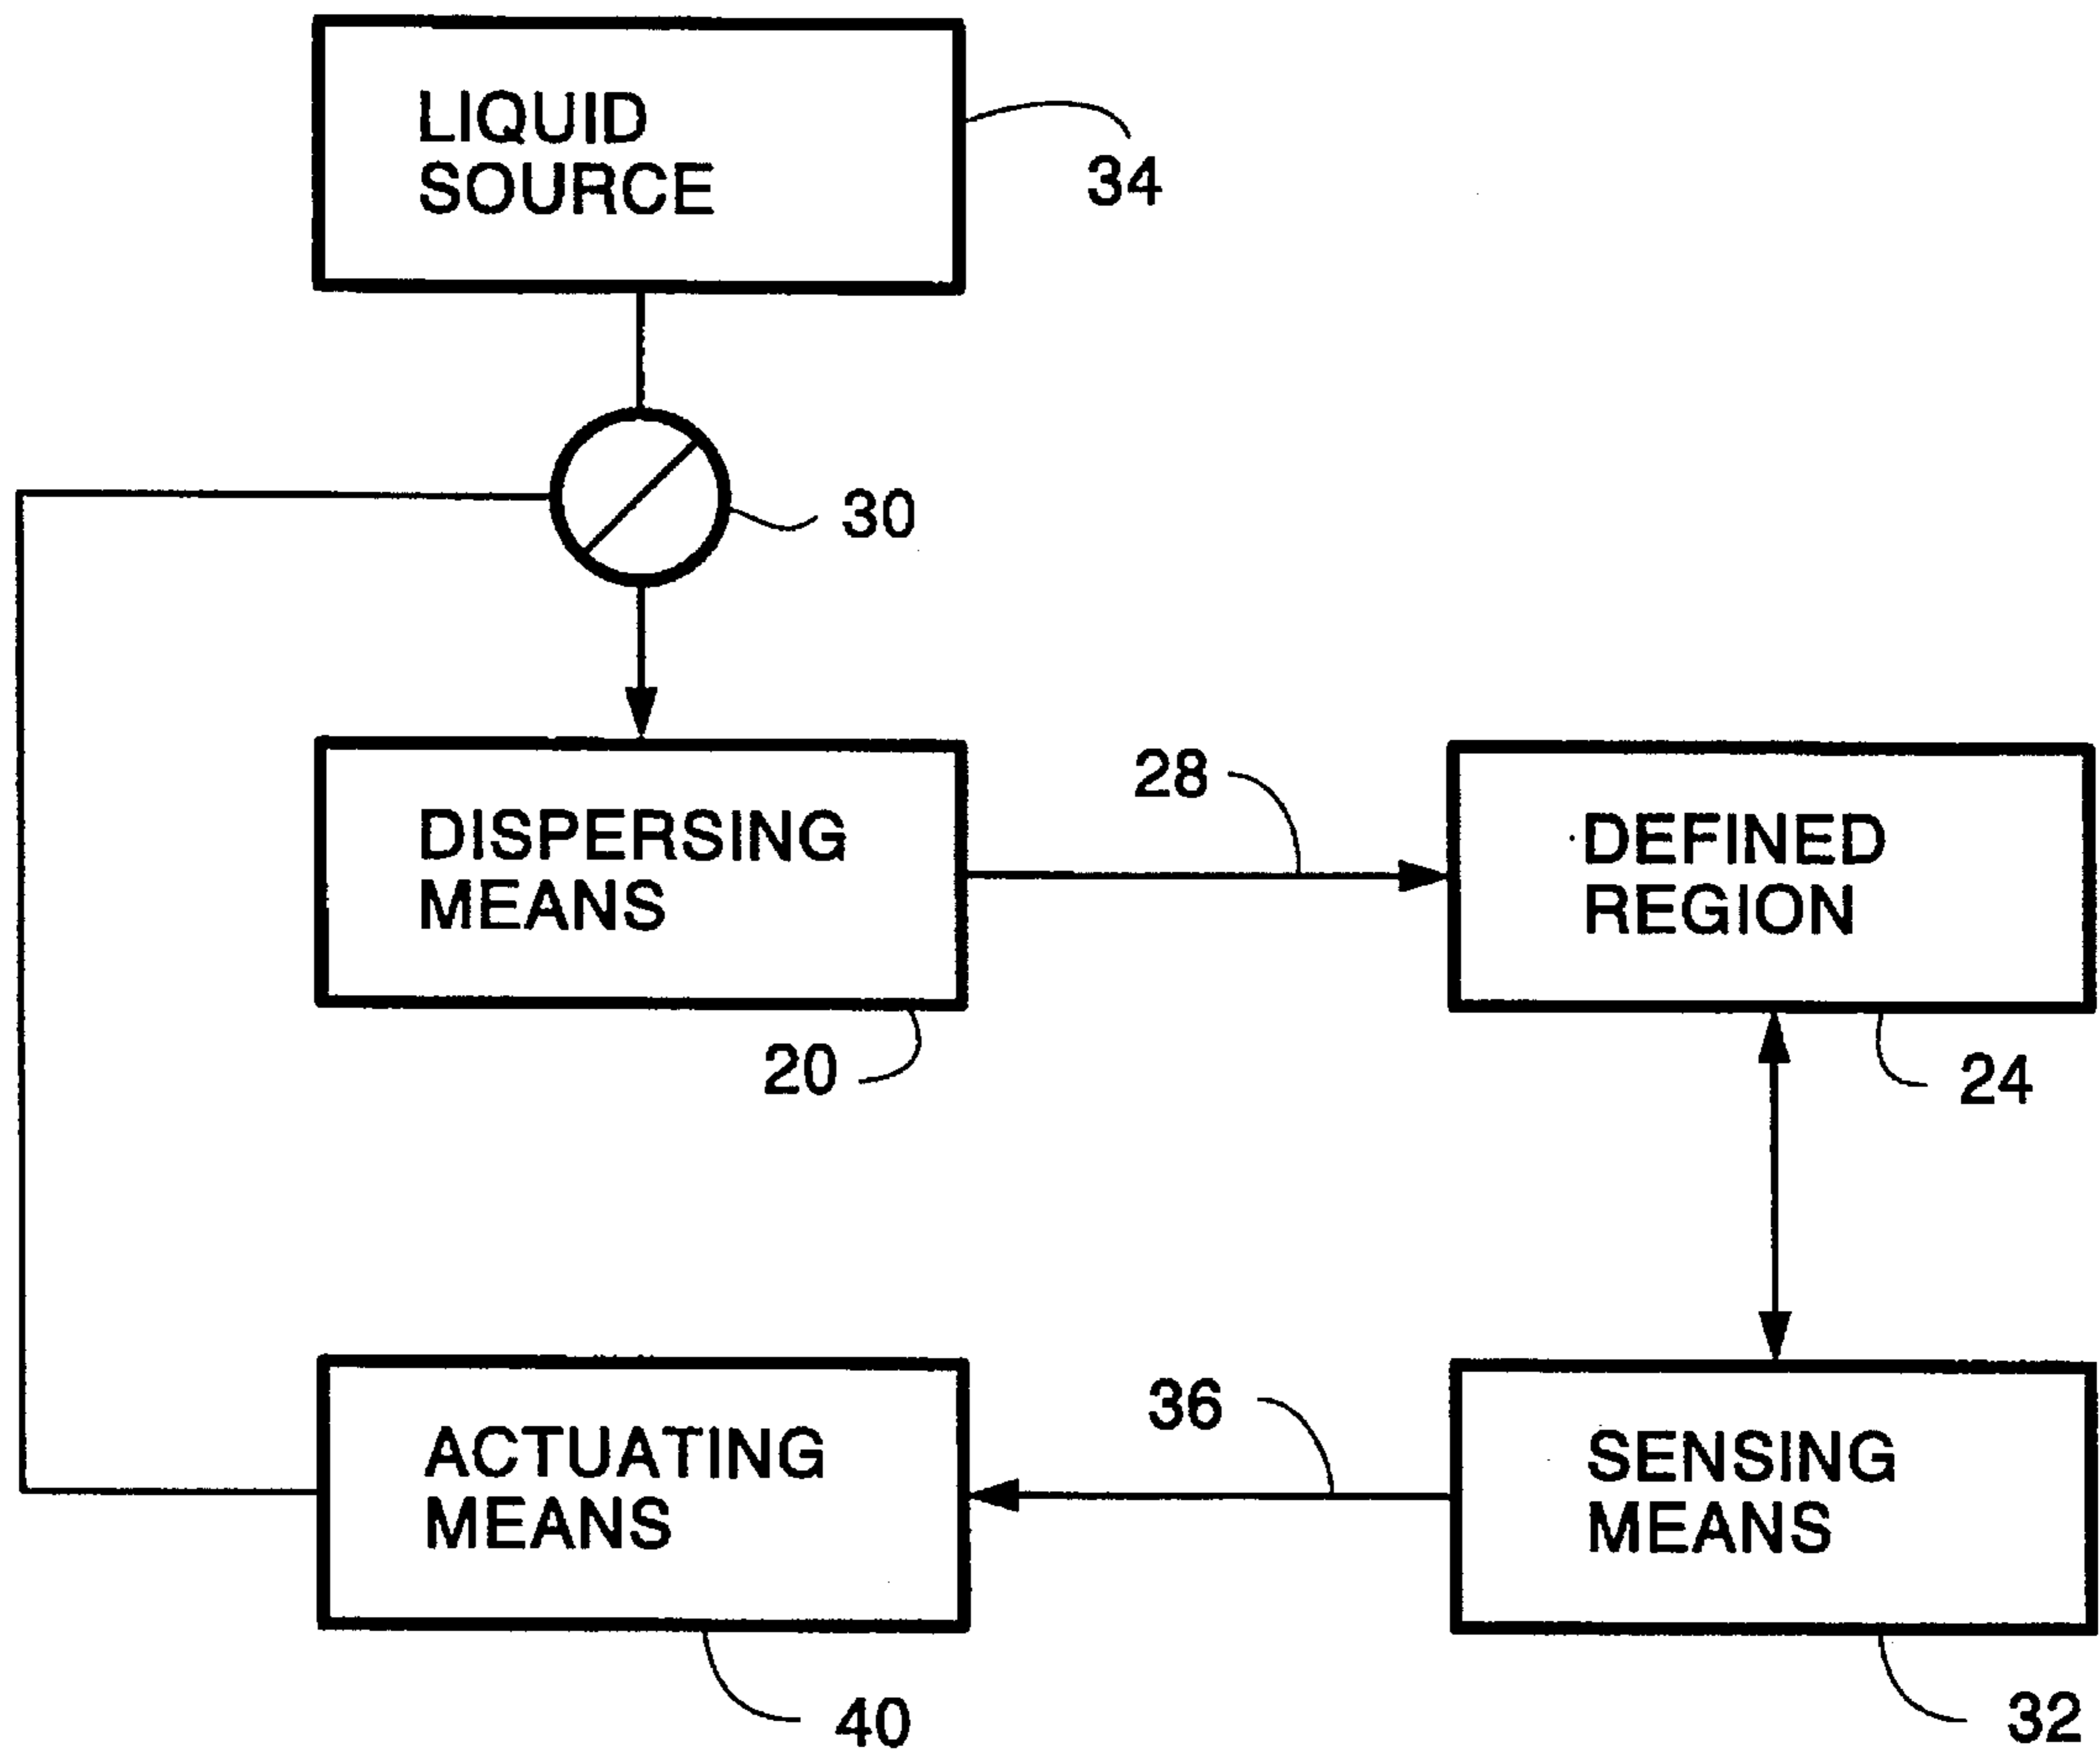 LIQUID
SOURCE
34
30
28
DISPERSING
MEANS
DEFINED
REGION
20
24
36
ACTUATING
MEANS
SENSING
MEANS
40
32